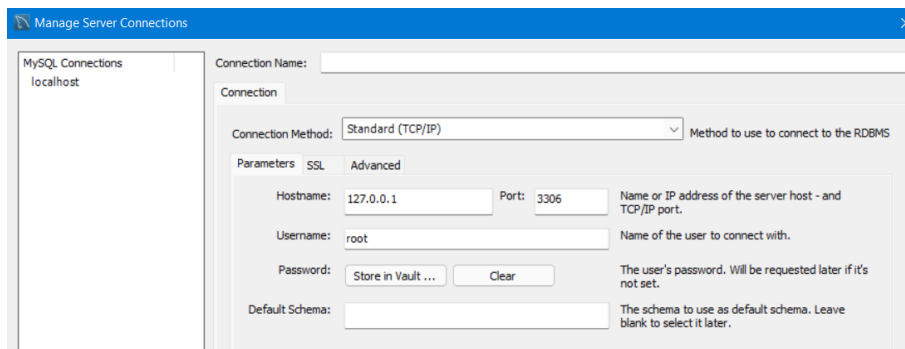 Manage Server Connections
MySQL Connections
localhost
Connection Name:
Connection
Connection Method: Standard (TCP/IP) Method to use to connect to the RDBMS
Parameters SSL Advanced
Hostname: 127.0.0.1 Port: 3306 Name or IP address of the server host - and
TCP/IP port.
Username: root Name of the user to connect with.
Password: Store in Vault ... Clear The user's password. Will be requested later if it's
not set.
Default Schema: The schema to use as default schema. Leave
blank to select it later.